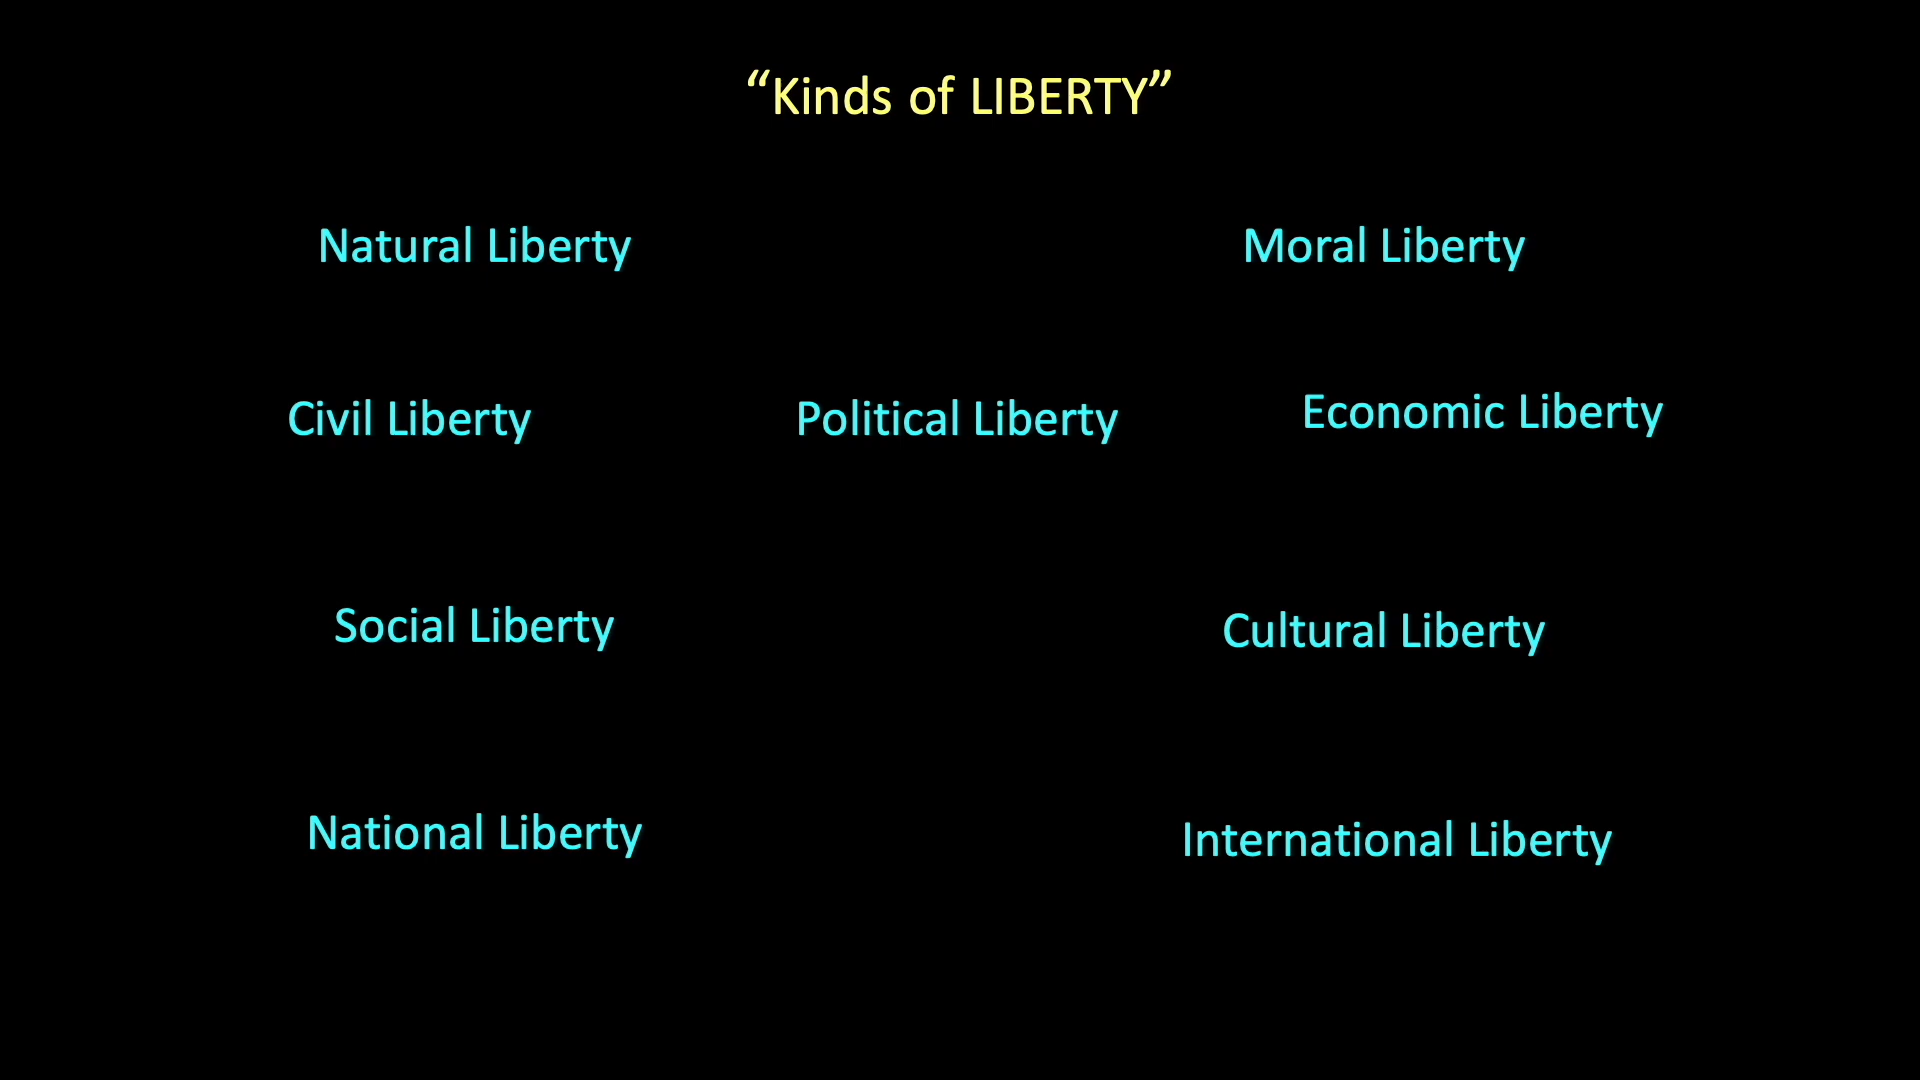 “Kinds of LIBERTY”
Natural Liberty
Moral Liberty
Civil Liberty
Political Liberty
Economic Liberty
Social Liberty
Cultural Liberty
National Liberty
International Liberty